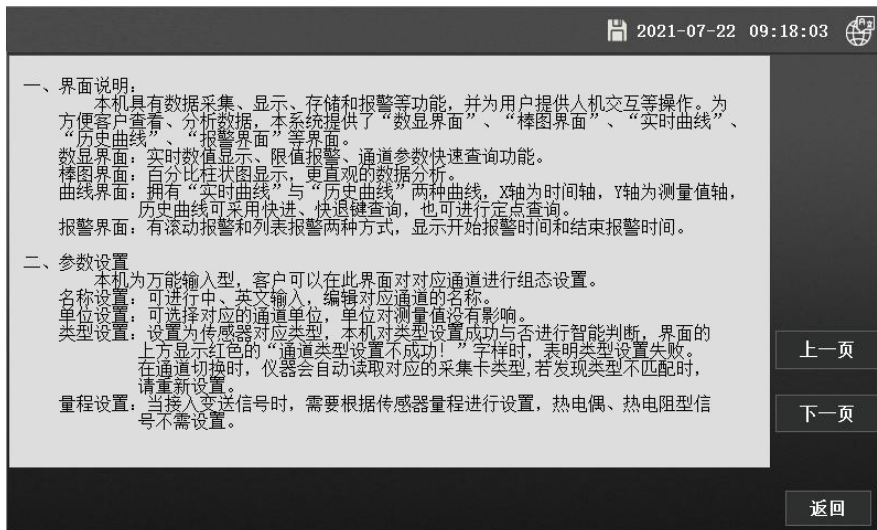 2021-07-22 09:18:03
一、界面说明：
本机具有数据采集、显示、存储和报警等功能，并为用户提供人机交互等操作。为
方便客户查看、分析数据，本系统提供了“数显界面”、“棒图界面”、“实时曲线”、
“历史曲线”、“报警界面”等界面。
数显界面：实时数值显示、限值报警、通道参数快速查询功能。
棒图界面：百分比柱状图显示，更直观的数据分析。
曲线界面：拥有“实时曲线”与“历史曲线”两种曲线，X轴为时间轴，Y轴为测量值轴，
历史曲线可采用快进、快退键查询，也可进行定点查询。
报警界面：有滚动报警和列表报警两种方式，显示开始报警时间和结束报警时间。
二、参数设置
本机为万能输入型，客户可以在此界面对对应通道进行组态设置。
名称设置：可进行中、英文输入，编辑对应通道的名称。
单位设置：可选择对应的通道单位，单位对测量值没有影响。
类型设置：设置为传感器对应类型，本机对类型设置成功与否进行智能判断，界面的
上方显示红色的“通道类型设置不成功！”字样时，表明类型设置失败。
在通道切换时，仪器会自动读取对应的采集卡类型,若发现类型不匹配时，
请重新设置。
量程设置：当接入变送信号时，需要根据传感器量程进行设置，热电偶、热电阻型信
号不需设置。
上一页
下一页
返回